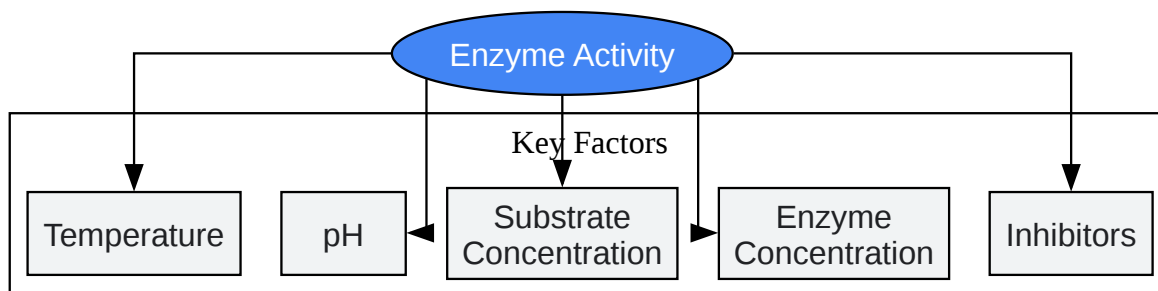 Enzyme Activity
Key Factors
Temperature
pH
Substrate
Concentration
Enzyme
Concentration
Inhibitors